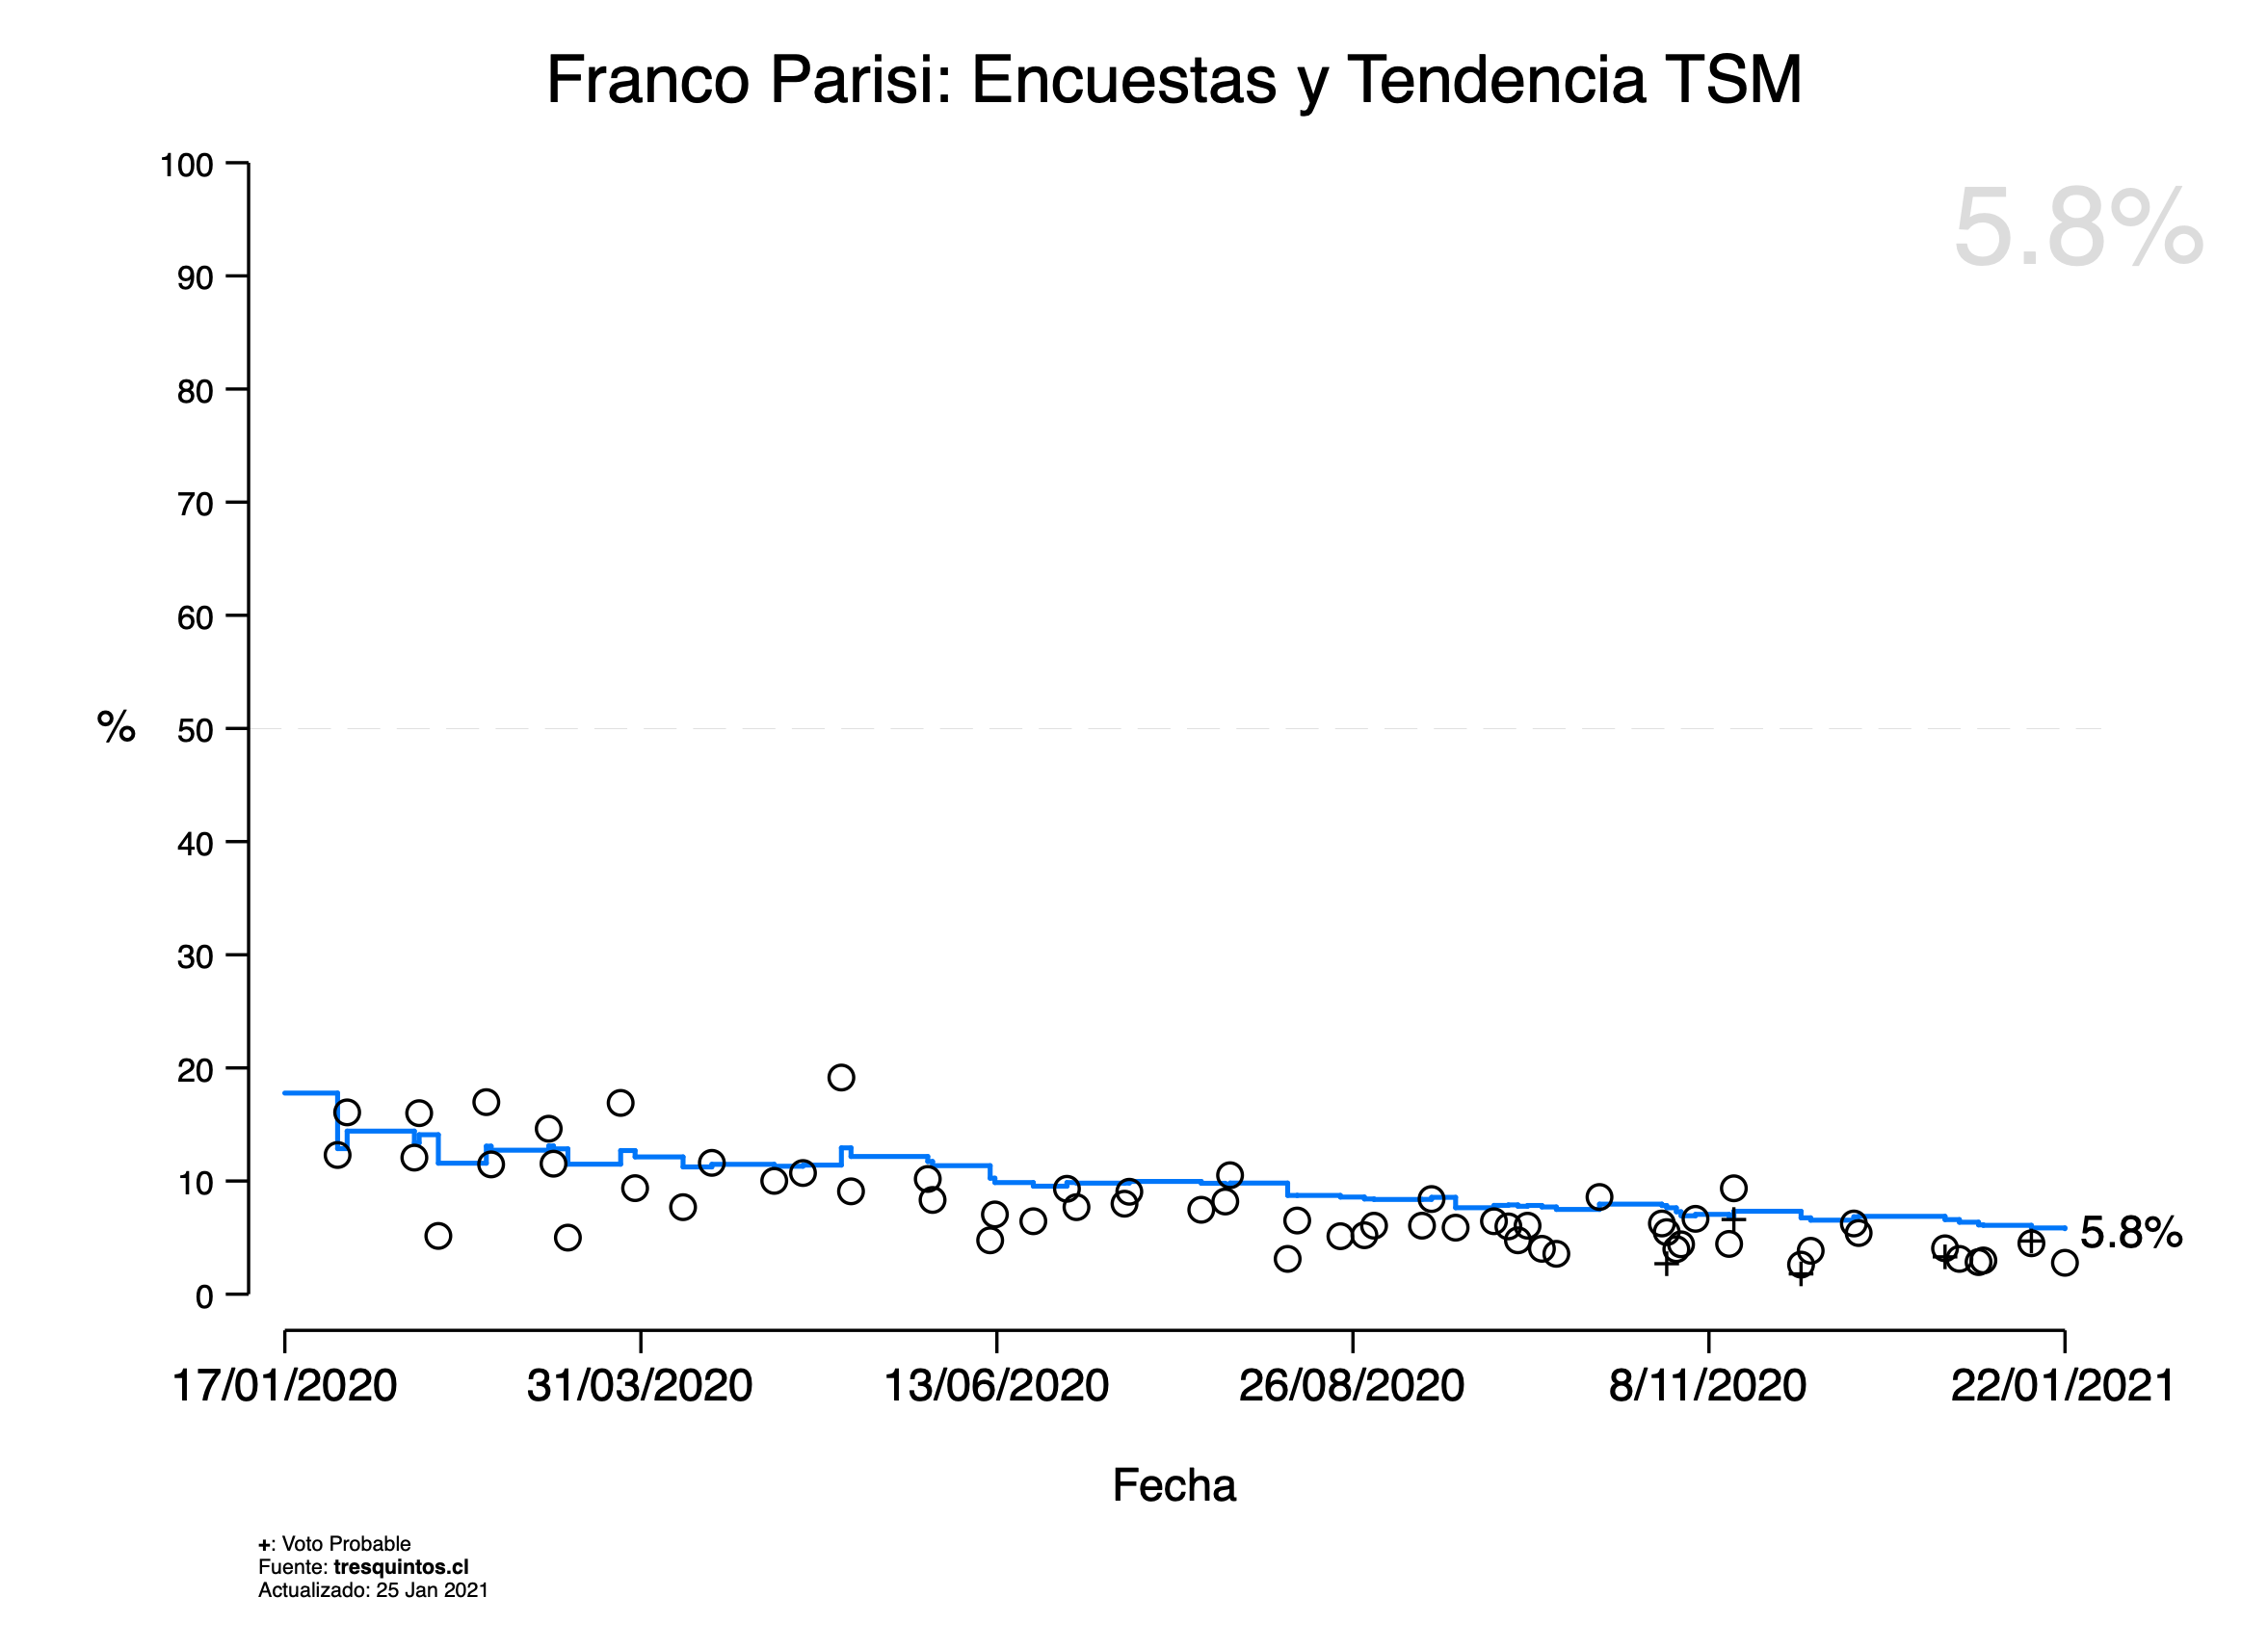 Franco Parisi: Encuestas y Tendencia TSM
5.8%
100
90
80
70
60
50
40
30
20
10
0
%
5.8%
17/01/2020 31/03/2020 13/06/2020 26/08/2020 8/11/2020 22/01/2021
Fecha
+: Voto Probable
Fuente: tresquintos.cl
Actualizado: 25 Jan 2021